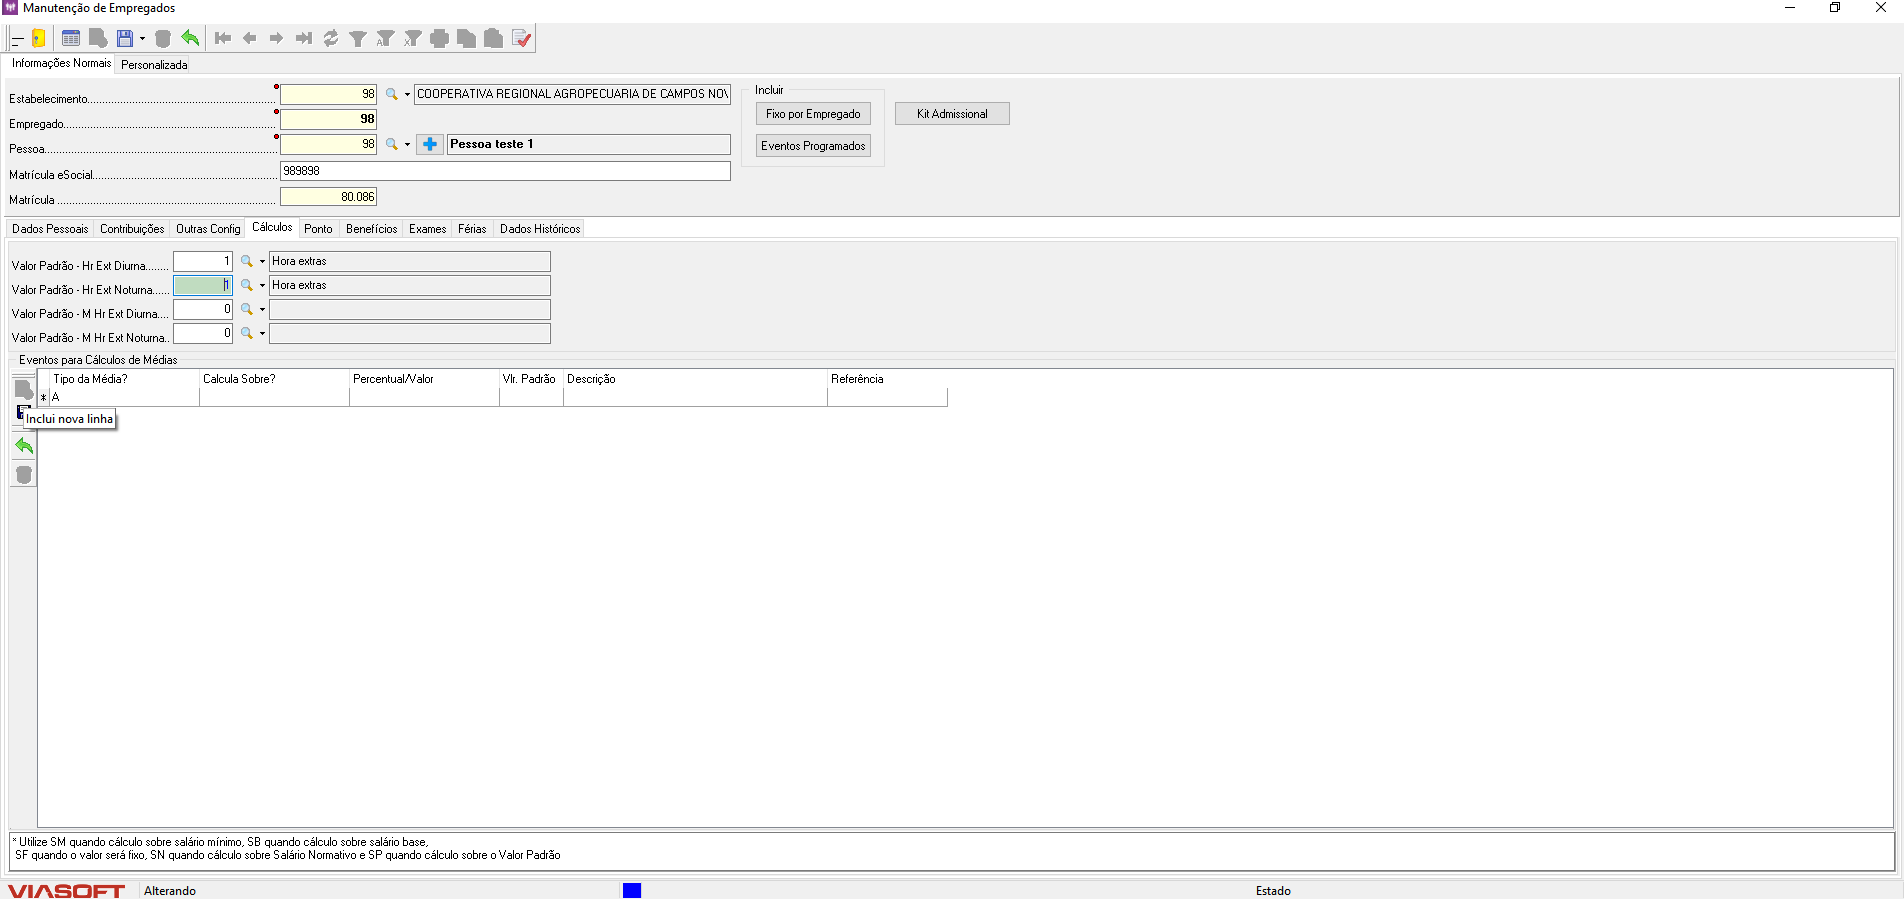 Manutenção de Empregados
Informações Normais Personalizada
Estabelecimento 98 COOPERATIVA REGIONAL AGROPECUARIA DE CAMPOS NOV
Incluir
Fixo por Empregado Kit Admissional
Empregado 98
Pessoa 98 Pessoa teste 1
Eventos Programados
Matrícula eSocial 989898
Matrícula 80.086
Dados Pessoais Contribuições Outras Config Cálculos Ponto Benefícios Exames Férias Dados Históricos
Valor Padrão - Hr Ext Diurna........ 1 Hora extras
Valor Padrão - Hr Ext Noturna...... 1 Hora extras
Valor Padrão - M Hr Ext Diurna.... 0
Valor Padrão - M Hr Ext Noturna.. 0
Eventos para Cálculos de Médias
Tipo da Média? Calcula Sobre? Percentual/Valor Vlr. Padrão Descrição Referência
* A
Inclui nova linha
* Utilize SM quando cálculo sobre salário mínimo, SB quando cálculo sobre salário base,
SF quando o valor será fixo, SN quando cálculo sobre Salário Normativo e SP quando cálculo sobre o Valor Padrão
VIASOFT Alterando Estado